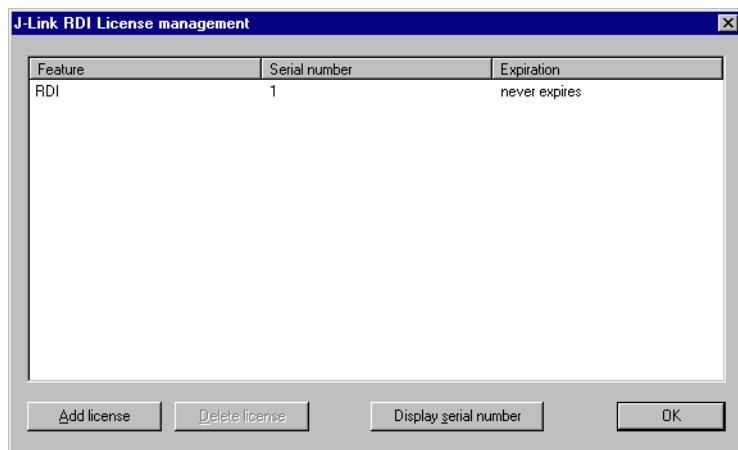 J-Link RDI License management
Feature Serial number Expiration
RDI 1 never expires
Add license Delete license Display serial number OK